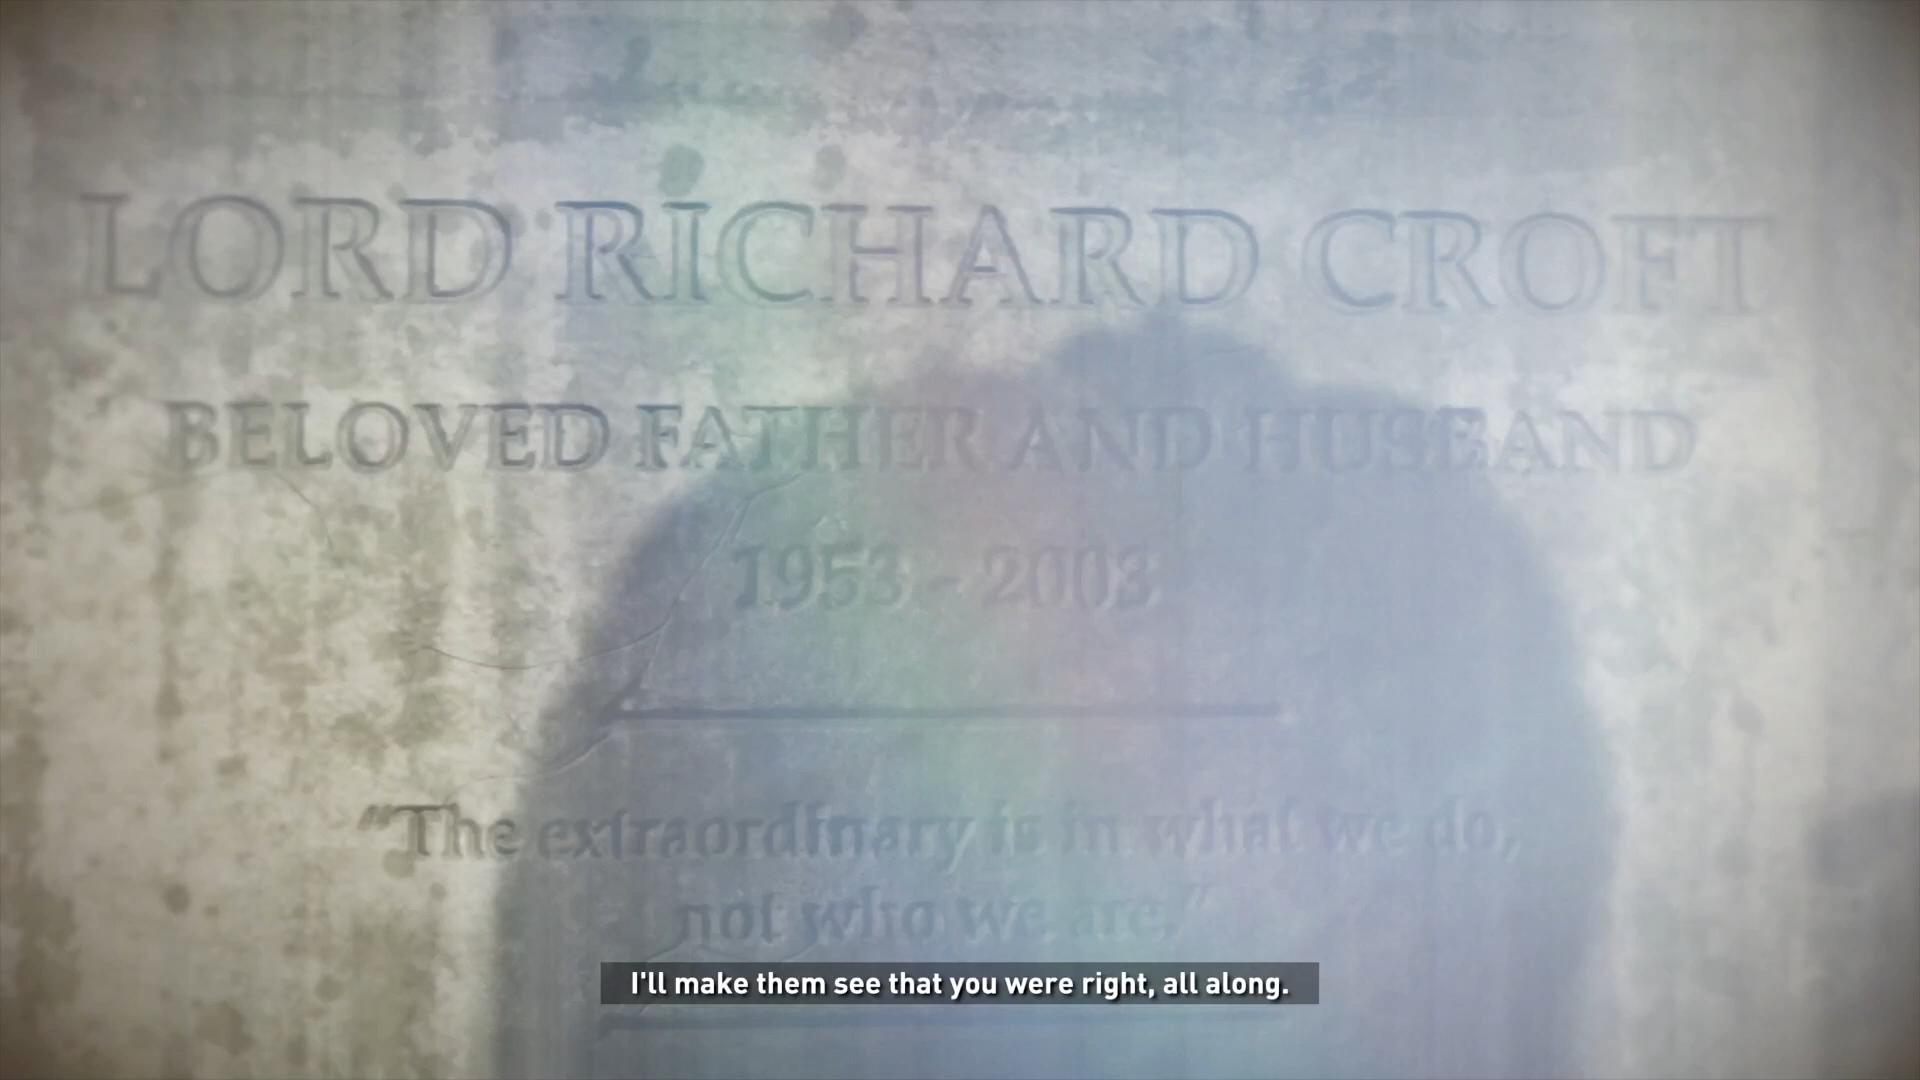 LORD RICHARD CROFT
BELOVED FATHER AND HUSBAND
1953 - 2003
"The extraordinary is in what we do,
not who we are."
I'll make them see that you were right, all along.